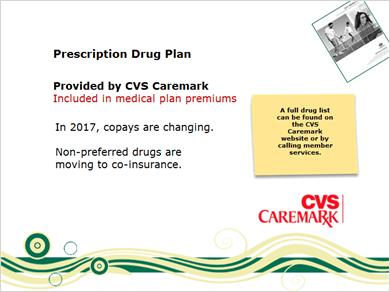 Prescription Drug Plan
Provided by CVS Caremark
Included in medical plan premiums
In 2017, copays are changing.
Non-preferred drugs are
moving to co-insurance.
A full drug list
can be found on
the CVS
Caremark
website or by
calling member
services.
CVS
CAREMARK